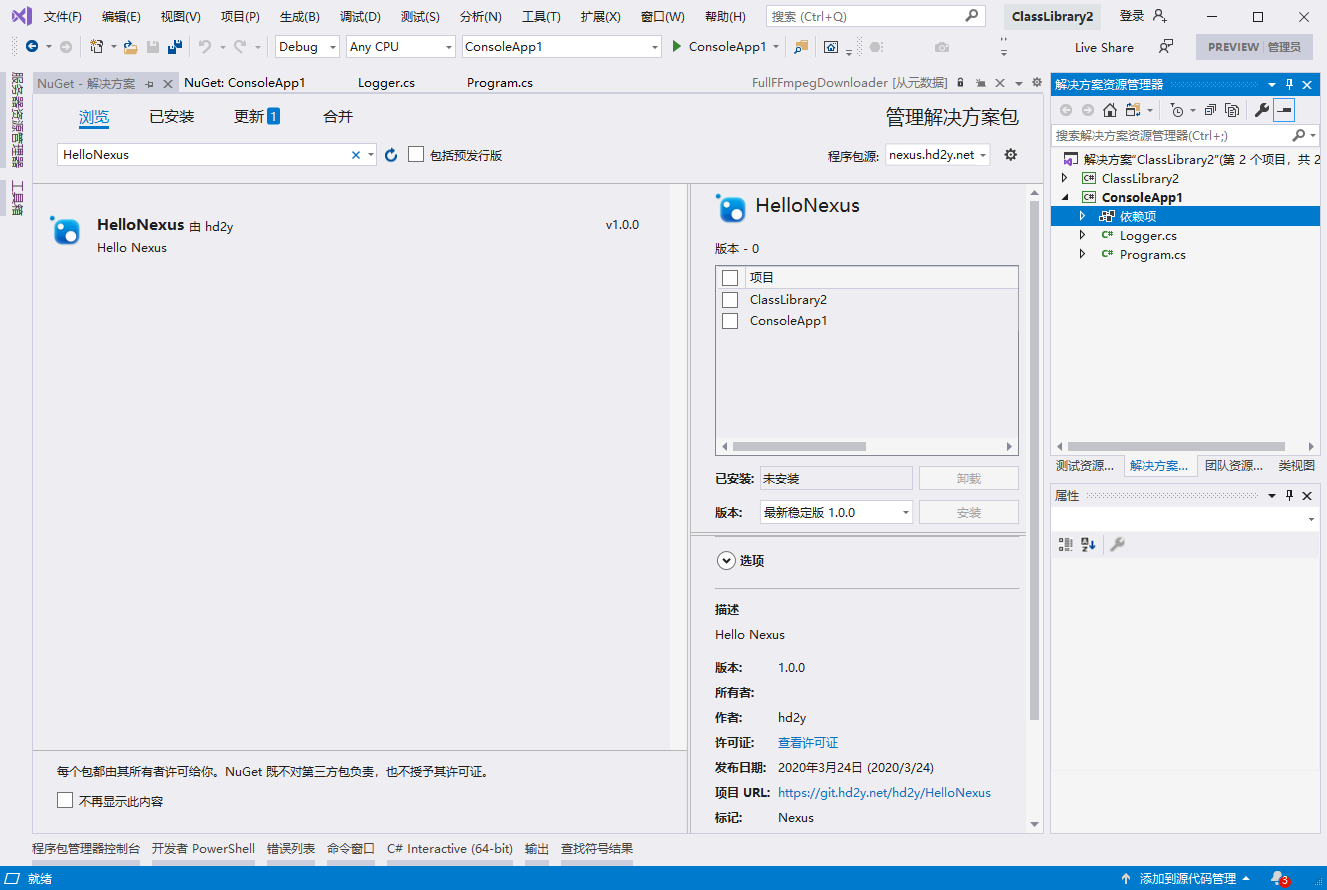 文件(F) 编辑(E) 视图(V) 项目(P) 生成(B) 调试(D) 测试(S) 分析(N) 工具(T) 扩展(X) 窗口(W) 帮助(H) 搜索 (Ctrl+Q) ClassLibrary2 登录
Debug Any CPU ConsoleApp1 ConsoleApp1 Live Share PREVIEW 管理员
服务器资源管理器
工具箱
NuGet - 解决方案 NuGet: ConsoleApp1 Logger.cs Program.cs FullFFmpegDownloader [从元数据]
浏览 已安装 更新 1 合并 管理解决方案包
HelloNexus 包括预发行版 程序包源: nexus.hd2y.net
HelloNexus 由 hd2y v1.0.0
Hello Nexus
每个包都由其所有者许可给你。NuGet 既不对第三方包负责，也不授予其许可证。
不再显示此内容
HelloNexus
版本 - 0
项目
ClassLibrary2
ConsoleApp1
已安装: 未安装 卸载
版本: 最新稳定版 1.0.0 安装
选项
描述
Hello Nexus
版本: 1.0.0
所有者:
作者: hd2y
许可证: 查看许可证
发布日期: 2020年3月24日 (2020/3/24)
项目 URL: https://git.hd2y.net/hd2y/HelloNexus
标记: Nexus
解决方案资源管理器
搜索解决方案资源管理器(Ctrl+;)
解决方案"ClassLibrary2"(第 2 个项目，共 2
C# ClassLibrary2
C# ConsoleApp1
依赖项
C# Logger.cs
C# Program.cs
测试资源... 解决方案... 团队资源... 类视图
属性
程序包管理器控制台 开发者 PowerShell 错误列表 命令窗口 C# Interactive (64-bit) 输出 查找符号结果
就绪 添加到源代码管理 3